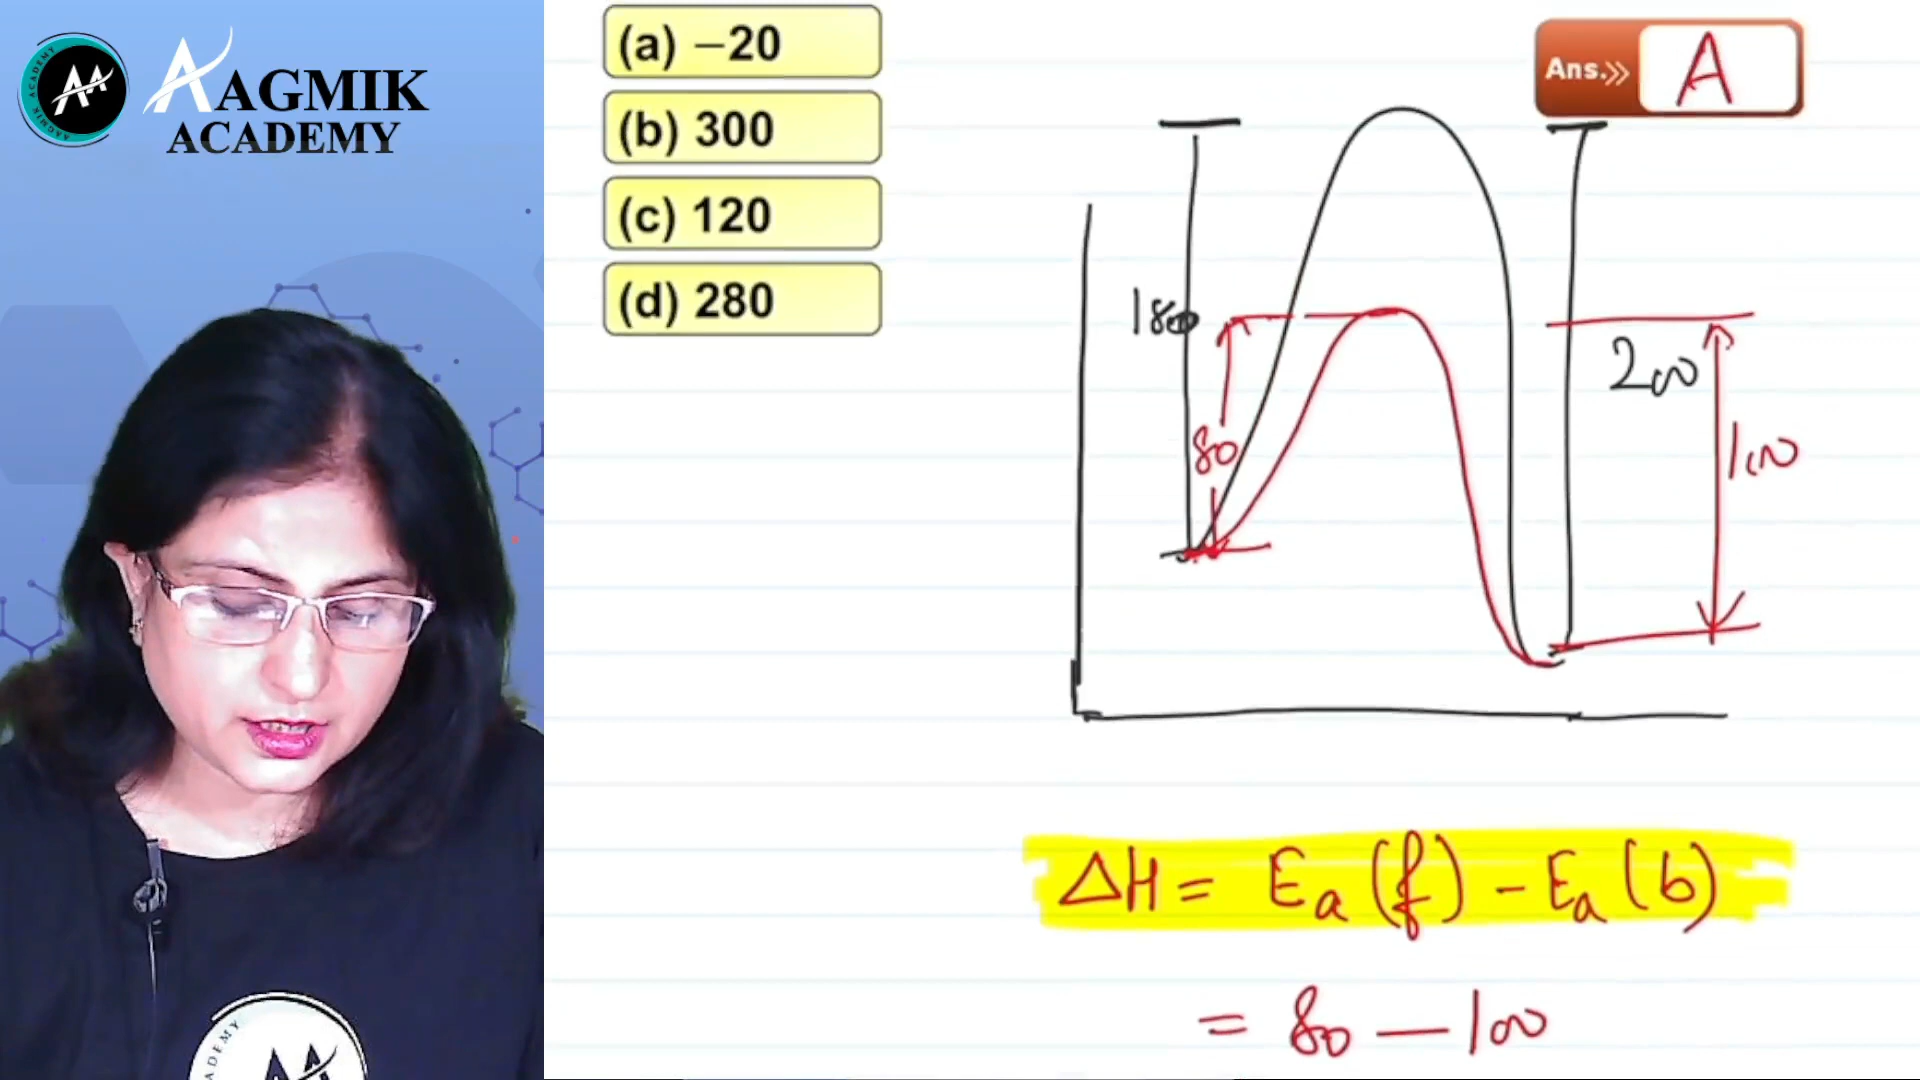 AAGMIK
ACADEMY
(a) –20
(b) 300
(c) 120
(d) 280
Ans.>> A
180
80
200
100
ΔH = Ea (f) - Ea (b)
= 80 — 100